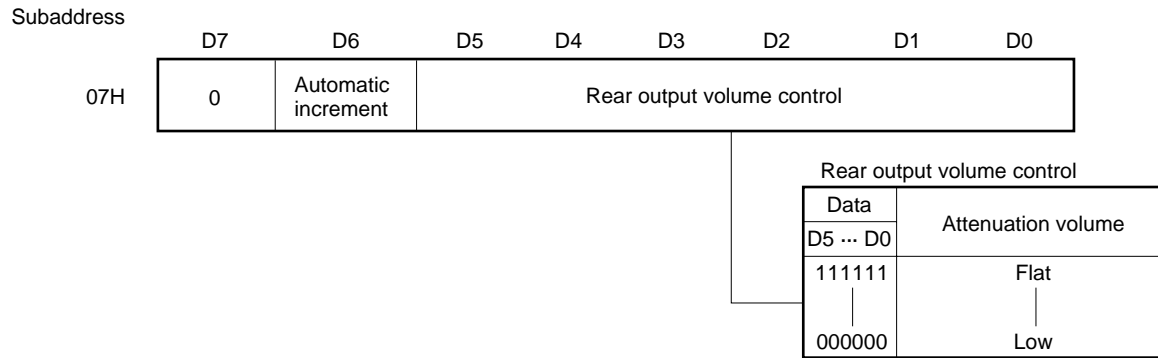 Subaddress
D7 D6 D5 D4 D3 D2 D1 D0
07H 0 Automatic increment Rear output volume control
Rear output volume control
Data Attenuation volume
D5 ··· D0
111111 Flat
000000 Low